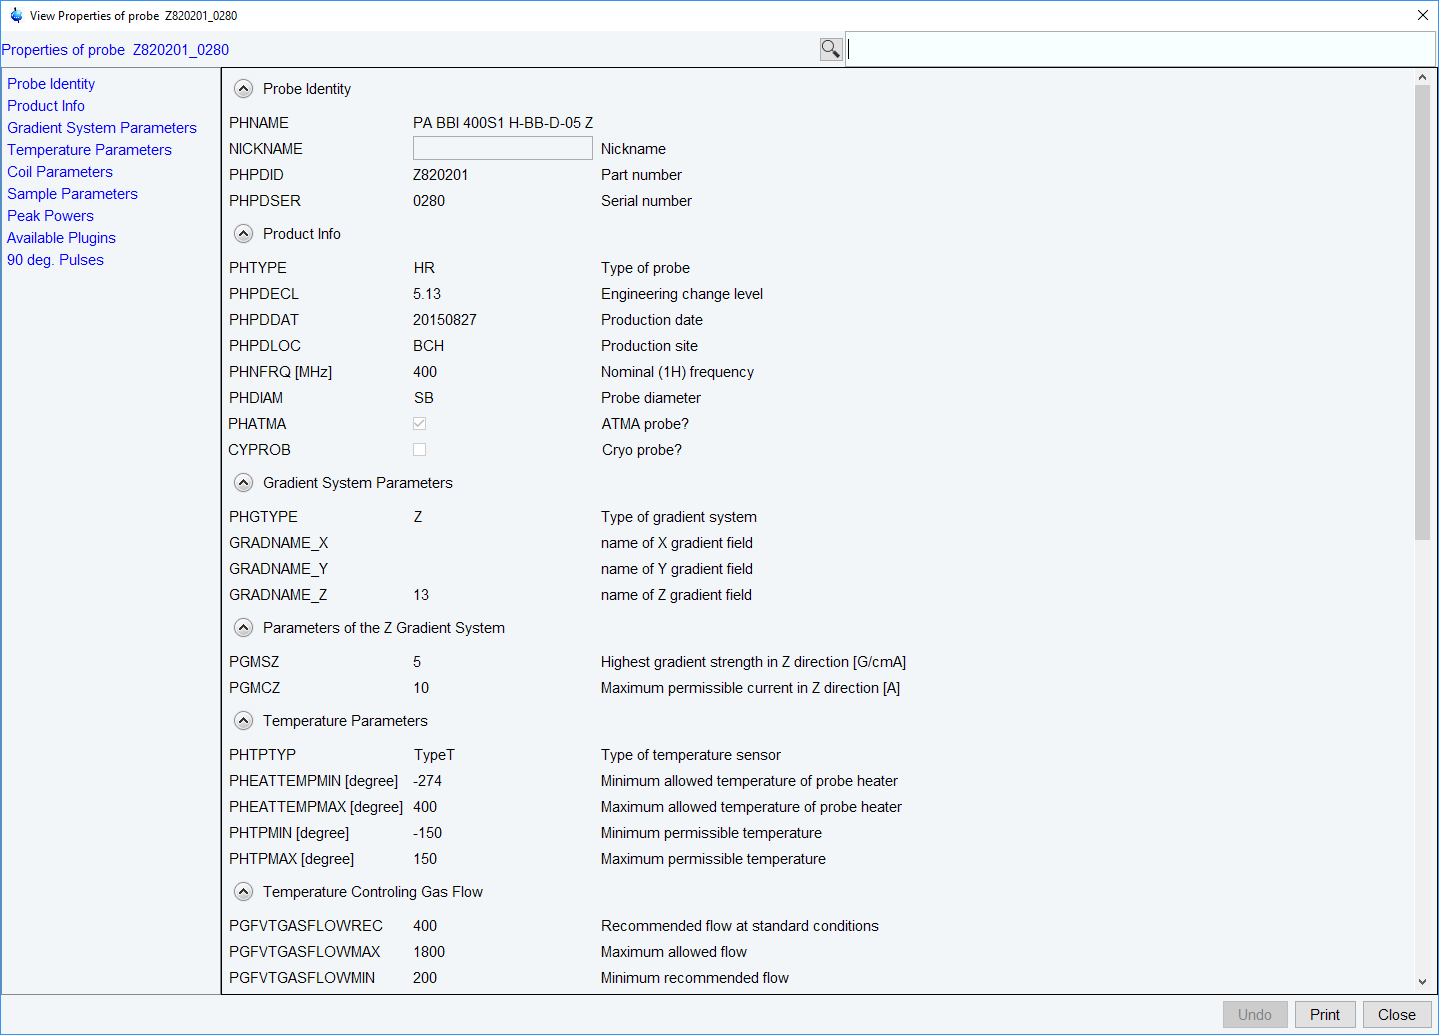 View Properties of probe Z820201_0280
Properties of probe Z820201_0280
Probe Identity
Product Info
Gradient System Parameters
Temperature Parameters
Coil Parameters
Sample Parameters
Peak Powers
Available Plugins
90 deg. Pulses
Probe Identity
PHNAME PA BBI 400S1 H-BB-D-05 Z
NICKNAME Nickname
PHPDID Z820201 Part number
PHPDSER 0280 Serial number
Product Info
PHTYPE HR Type of probe
PHPDECL 5.13 Engineering change level
PHPDDAT 20150827 Production date
PHPDLOC BCH Production site
PHNFRQ [MHz] 400 Nominal (1H) frequency
PHDIAM SB Probe diameter
PHATMA ATMA probe?
CYPROB Cryo probe?
Gradient System Parameters
PHGTYPE Z Type of gradient system
GRADNAME_X name of X gradient field
GRADNAME_Y name of Y gradient field
GRADNAME_Z 13 name of Z gradient field
Parameters of the Z Gradient System
PGMSZ 5 Highest gradient strength in Z direction [G/cmA]
PGMCZ 10 Maximum permissible current in Z direction [A]
Temperature Parameters
PHTPTYP TypeT Type of temperature sensor
PHEATTEMPMIN [degree] -274 Minimum allowed temperature of probe heater
PHEATTEMPMAX [degree] 400 Maximum allowed temperature of probe heater
PHTPMIN [degree] -150 Minimum permissible temperature
PHTPMAX [degree] 150 Maximum permissible temperature
Temperature Controling Gas Flow
PGFVTGASFLOWREC 400 Recommended flow at standard conditions
PGFVTGASFLOWMAX 1800 Maximum allowed flow
PGFVTGASFLOWMIN 200 Minimum recommended flow
Undo Print Close